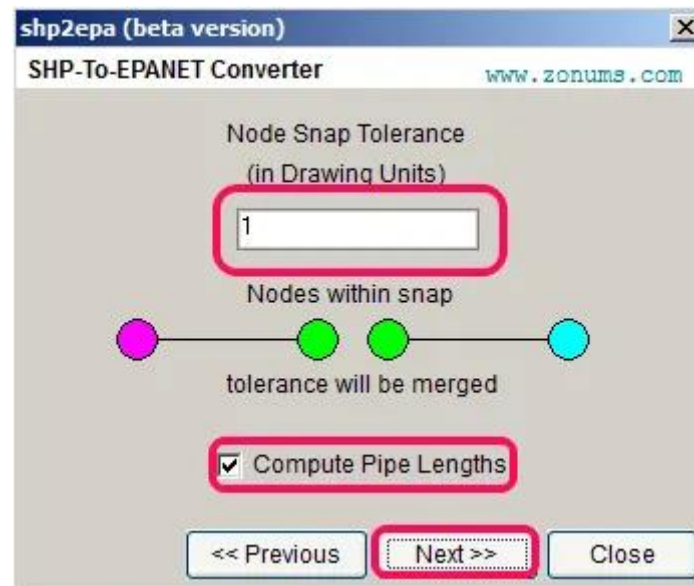 shp2epa (beta version)
SHP-To-EPANET Converter
www.zonums.com
Node Snap Tolerance
(in Drawing Units)
1
Nodes within snap
tolerance will be merged
Compute Pipe Lengths
<< Previous
Next >>
Close